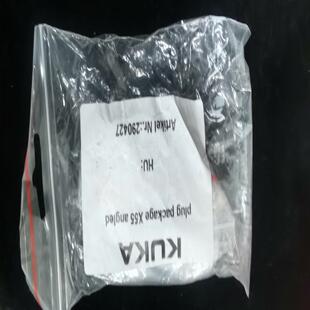 KUKA
plug package X55 angled
HU:
Artikel Nr.:290427